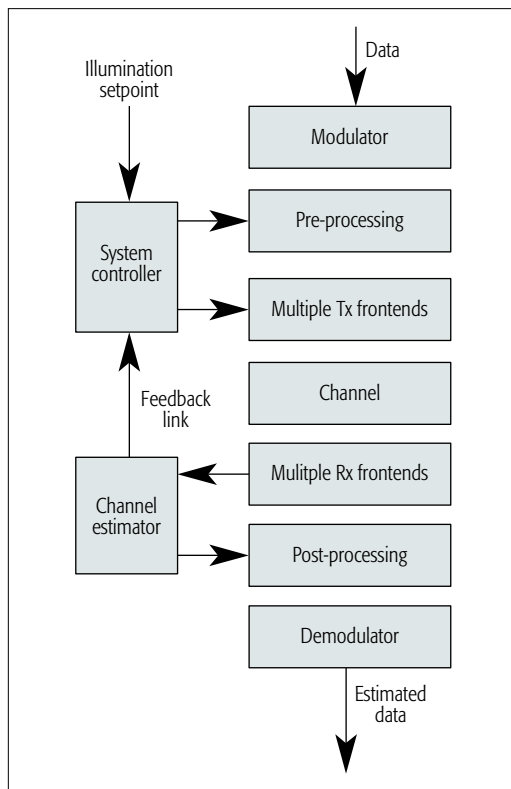 Data
Illumination
setpoint
Modulator
Pre-processing
System
controller
Multiple Tx frontends
Channel
Feedback
link
Mulitple Rx frontends
Channel
estimator
Post-processing
Demodulator
Estimated
data